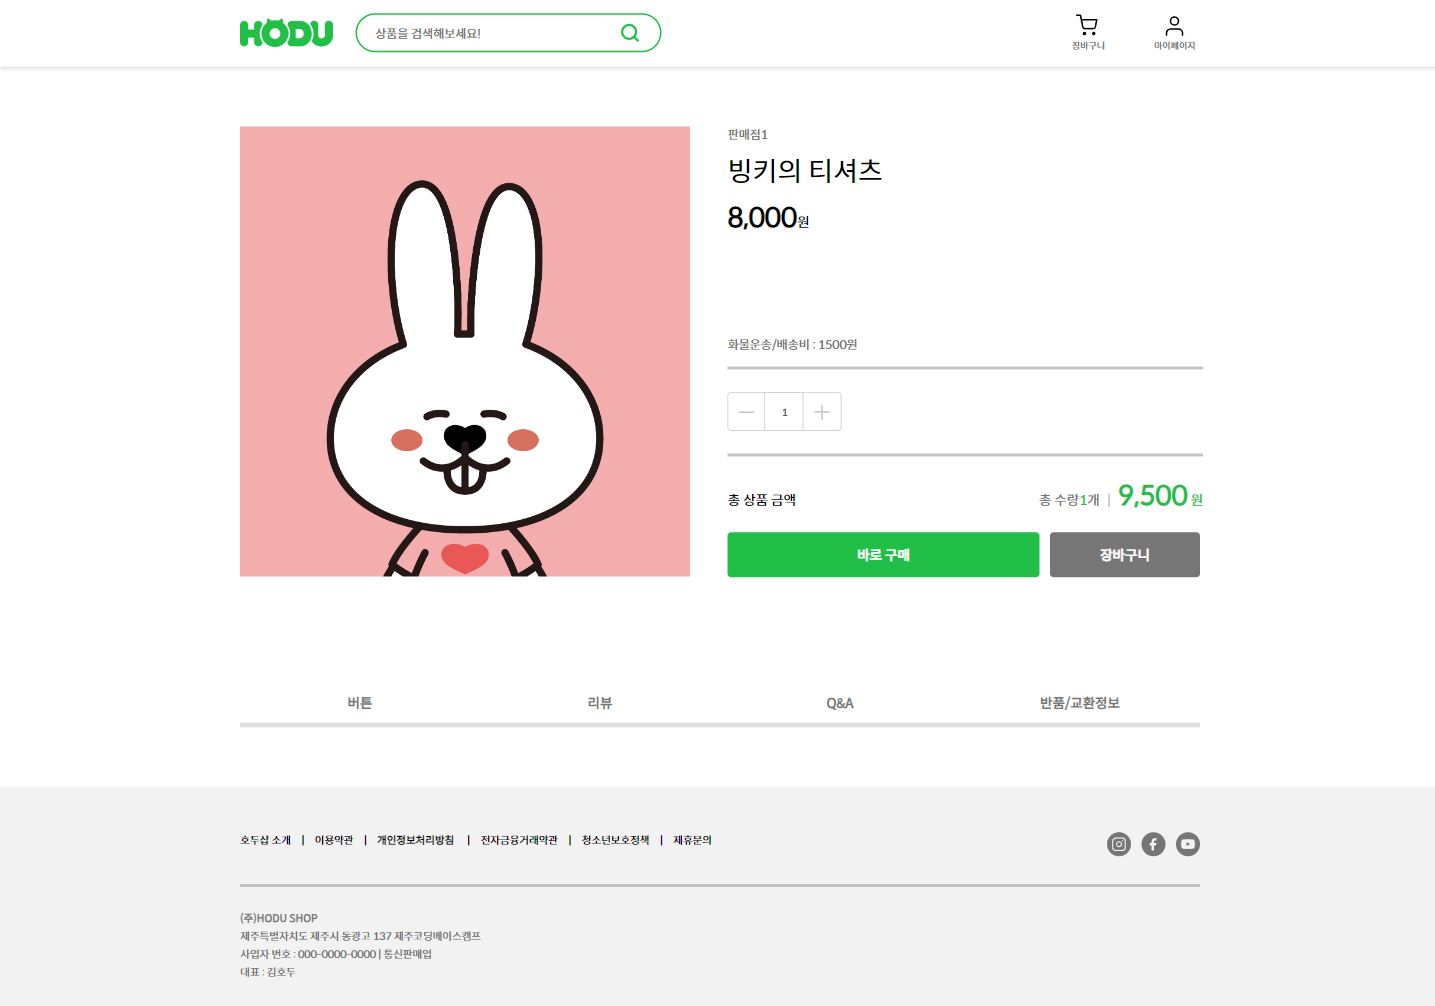 HODU
상품을 검색해보세요!
장바구니
마이페이지
판매점1
빙키의 티셔츠
8,000원
화물운송/배송비 : 1500원
1
총 상품 금액
총 수량1개 | 9,500 원
바로 구매
장바구니
버튼
리뷰
Q&A
반품/교환정보
호두샵 소개 | 이용약관 | 개인정보처리방침 | 전자금융거래약관 | 청소년보호정책 | 제휴문의
(주)HODU SHOP
제주특별자치도 제주시 동광고 137 제주코딩베이스캠프
사업자 번호 : 000-0000-0000 | 통신판매업
대표 : 김호두